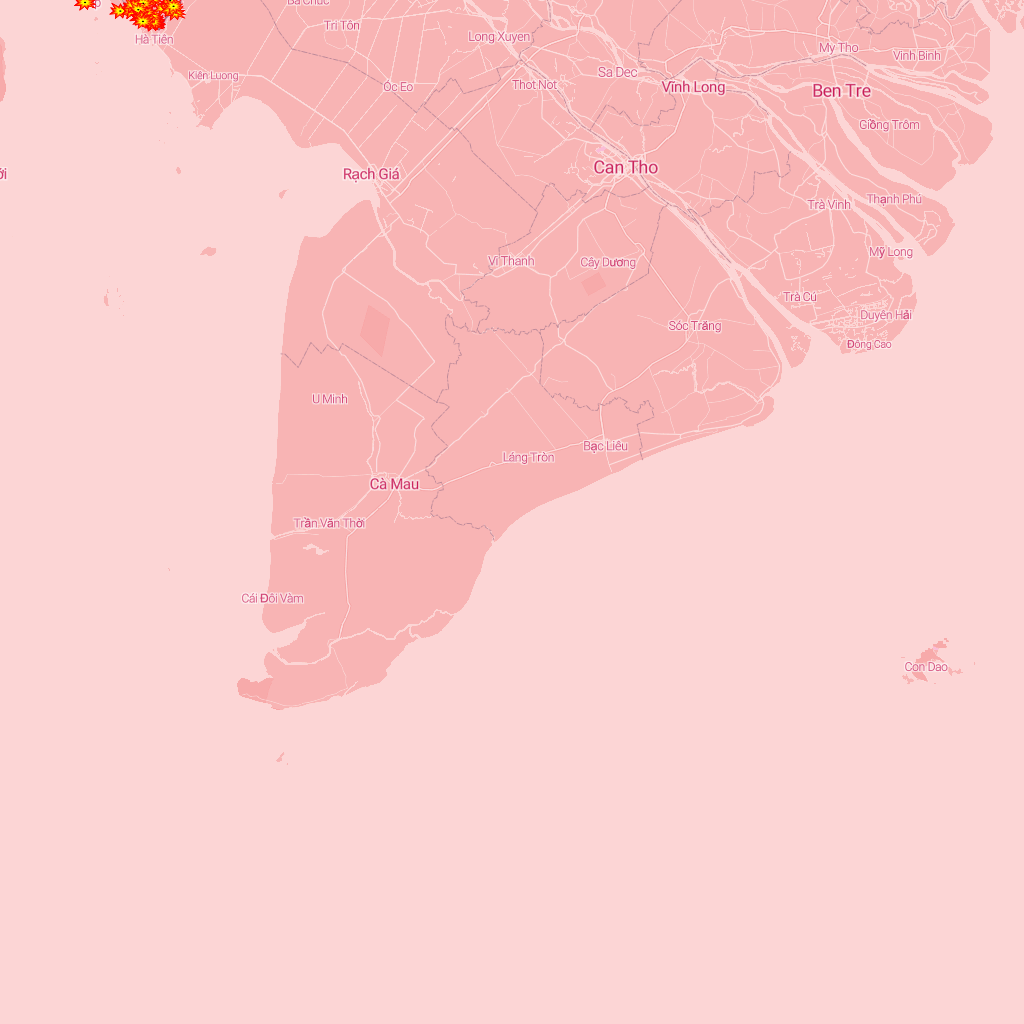 Ba Chúc
Tri Tôn
Long Xuyen
Hà Tiên
My Tho
Vinh Binh
Kiên Luong
Óc Eo
Thot Not
Sa Dec
Vĩnh Long
Ben Tre
Giồng Trôm
Rạch Giá
Can Tho
Trà Vinh
Thạnh Phú
Vi Thanh
Cây Dương
Mỹ Long
Trà Cú
Duyên Hải
Sóc Trăng
Đông Cao
U Minh
Bạc Liêu
Láng Tròn
Cà Mau
Trần Văn Thời
Cái Đôi Vàm
Con Dao